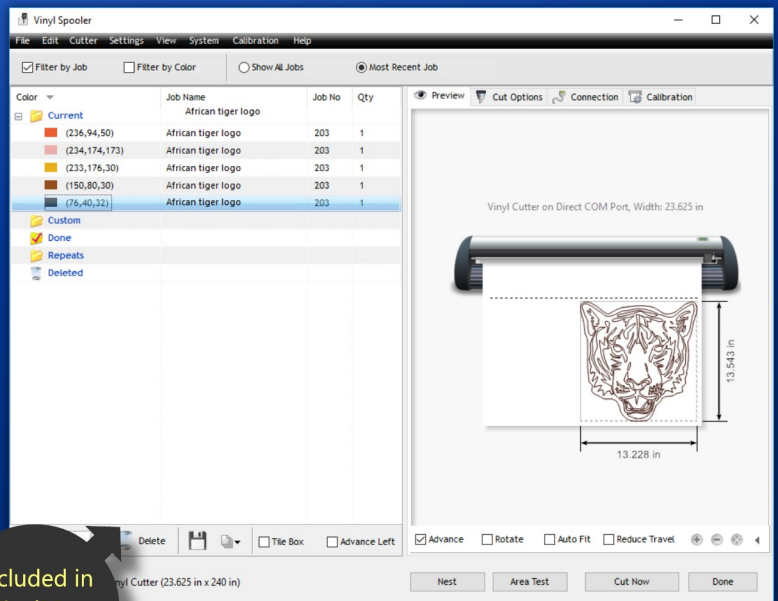 Vinyl Spooler
File Edit Cutter Settings View System Calibration Help
Filter by Job Filter by Color Show All Jobs Most Recent Job
Color Job Name Job No Qty
Current African tiger logo
(236,94,50) African tiger logo 203 1
(234,174,173) African tiger logo 203 1
(233,176,30) African tiger logo 203 1
(150,80,30) African tiger logo 203 1
(76,40,32) African tiger logo 203 1
Custom
Done
Repeats
Deleted
Delete Tile Box Advance Left
Cutter (23.625 in x 240 in)
Preview Cut Options Connection Calibration
Vinyl Cutter on Direct COM Port, Width: 23.625 in
13.543 in
13.228 in
Advance Rotate Auto Fit Reduce Travel
Nest Area Test Cut Now Done
in